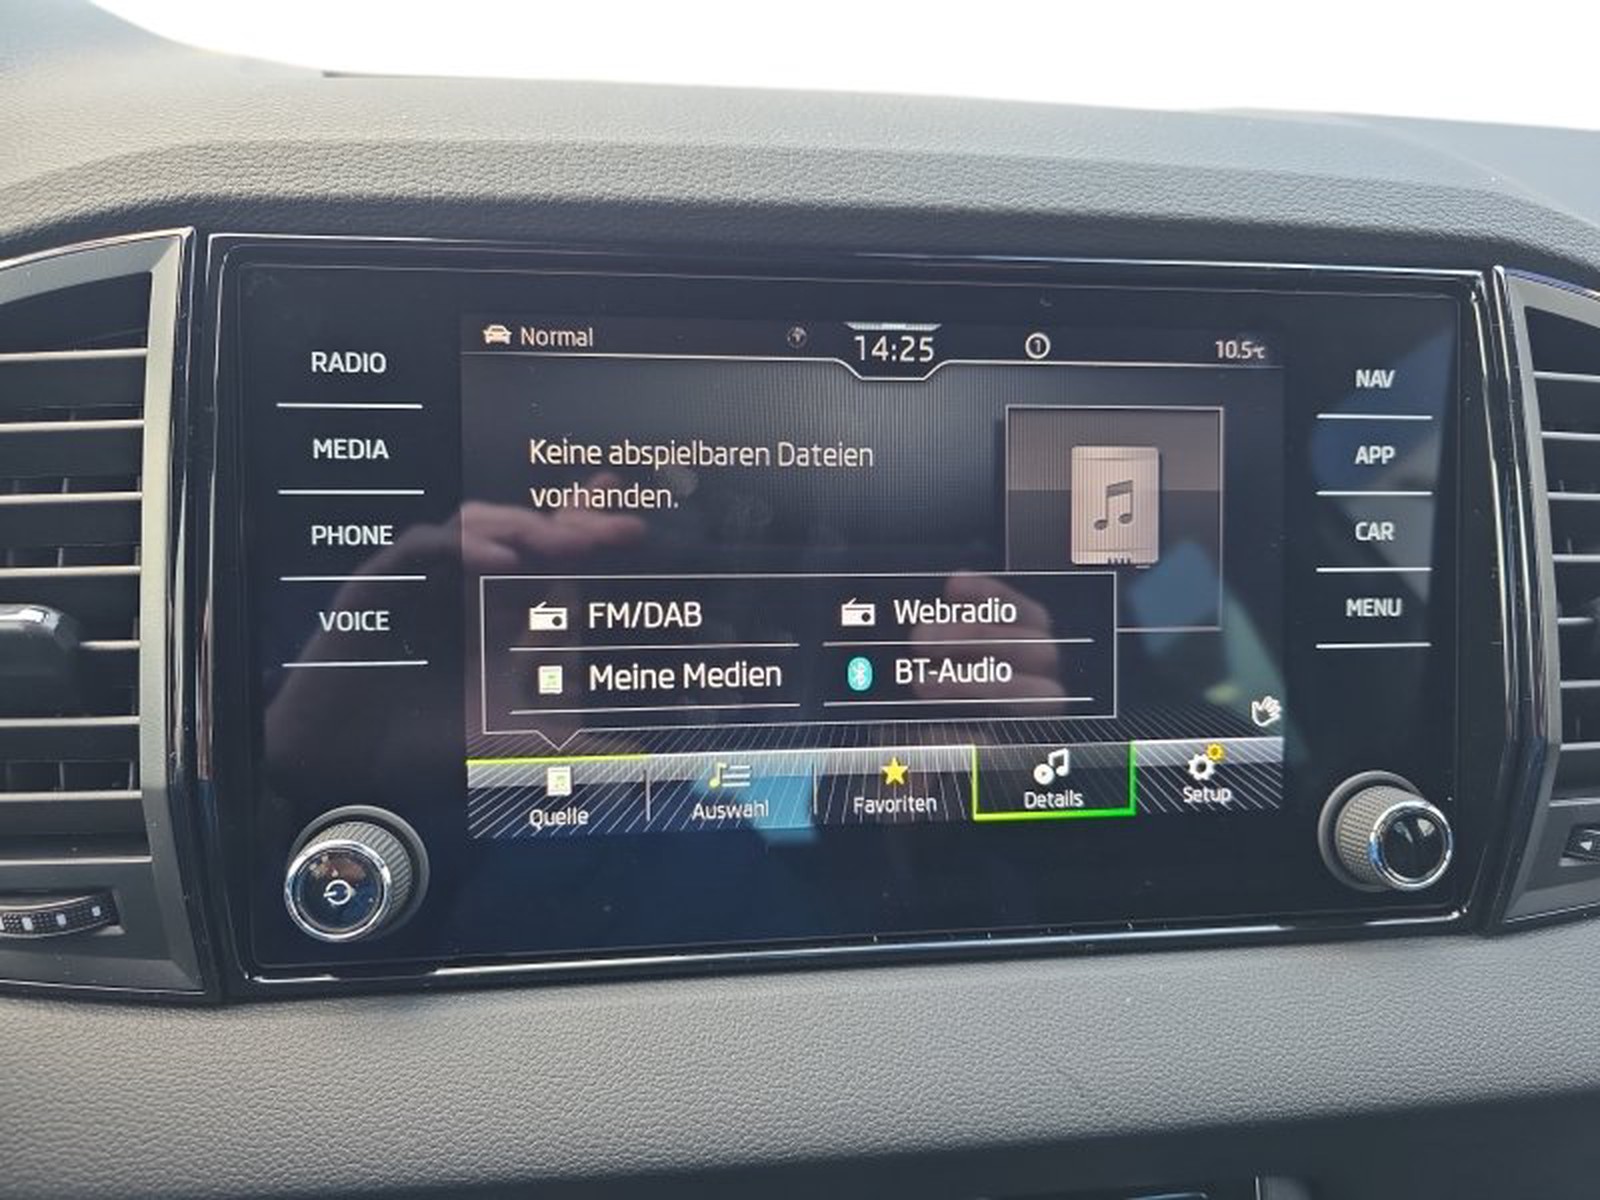 Normal
14:25
1
10.5°C
RADIO
MEDIA
PHONE
VOICE
NAV
APP
CAR
MENU
Keine abspielbaren Dateien
vorhanden.
FM/DAB
Webradio
Meine Medien
BT-Audio
Quelle
Auswahl
Favoriten
Details
Setup